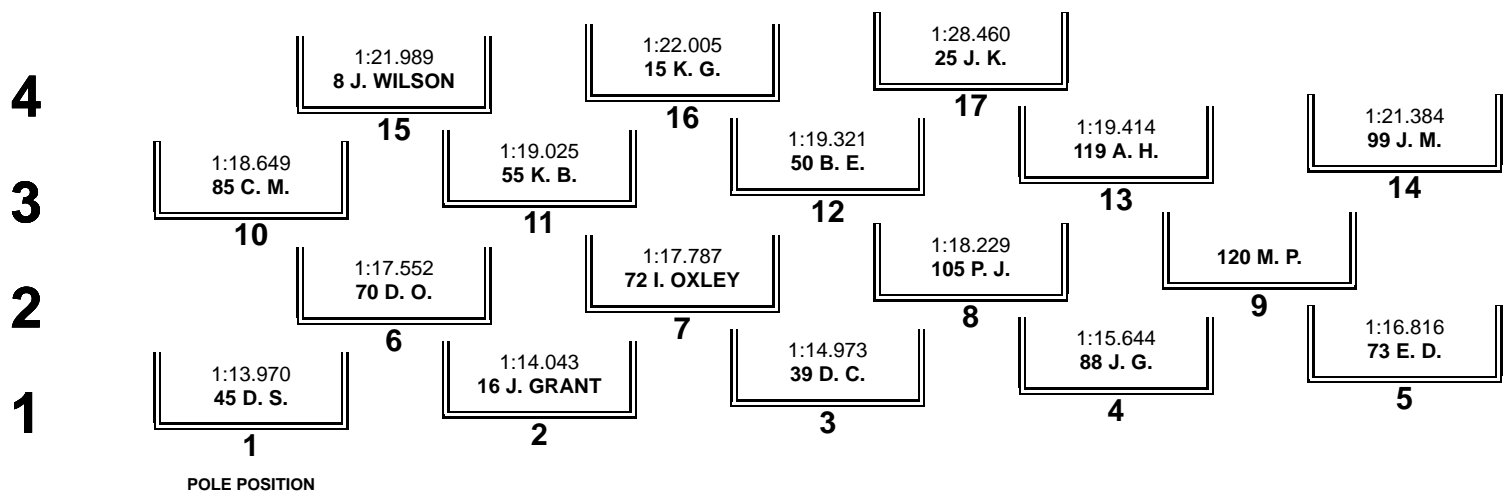 4
1:21.989
8 J. WILSON
15
1:22.005
15 K. G.
16
1:28.460
25 J. K.
17
3
1:18.649
85 C. M.
10
1:19.025
55 K. B.
11
1:19.321
50 B. E.
12
1:19.414
119 A. H.
13
1:21.384
99 J. M.
14
2
1:17.552
70 D. O.
6
1:17.787
72 I. OXLEY
7
1:18.229
105 P. J.
8
120 M. P.
9
1
1:13.970
45 D. S.
1
POLE POSITION
1:14.043
16 J. GRANT
2
1:14.973
39 D. C.
3
1:15.644
88 J. G.
4
1:16.816
73 E. D.
5